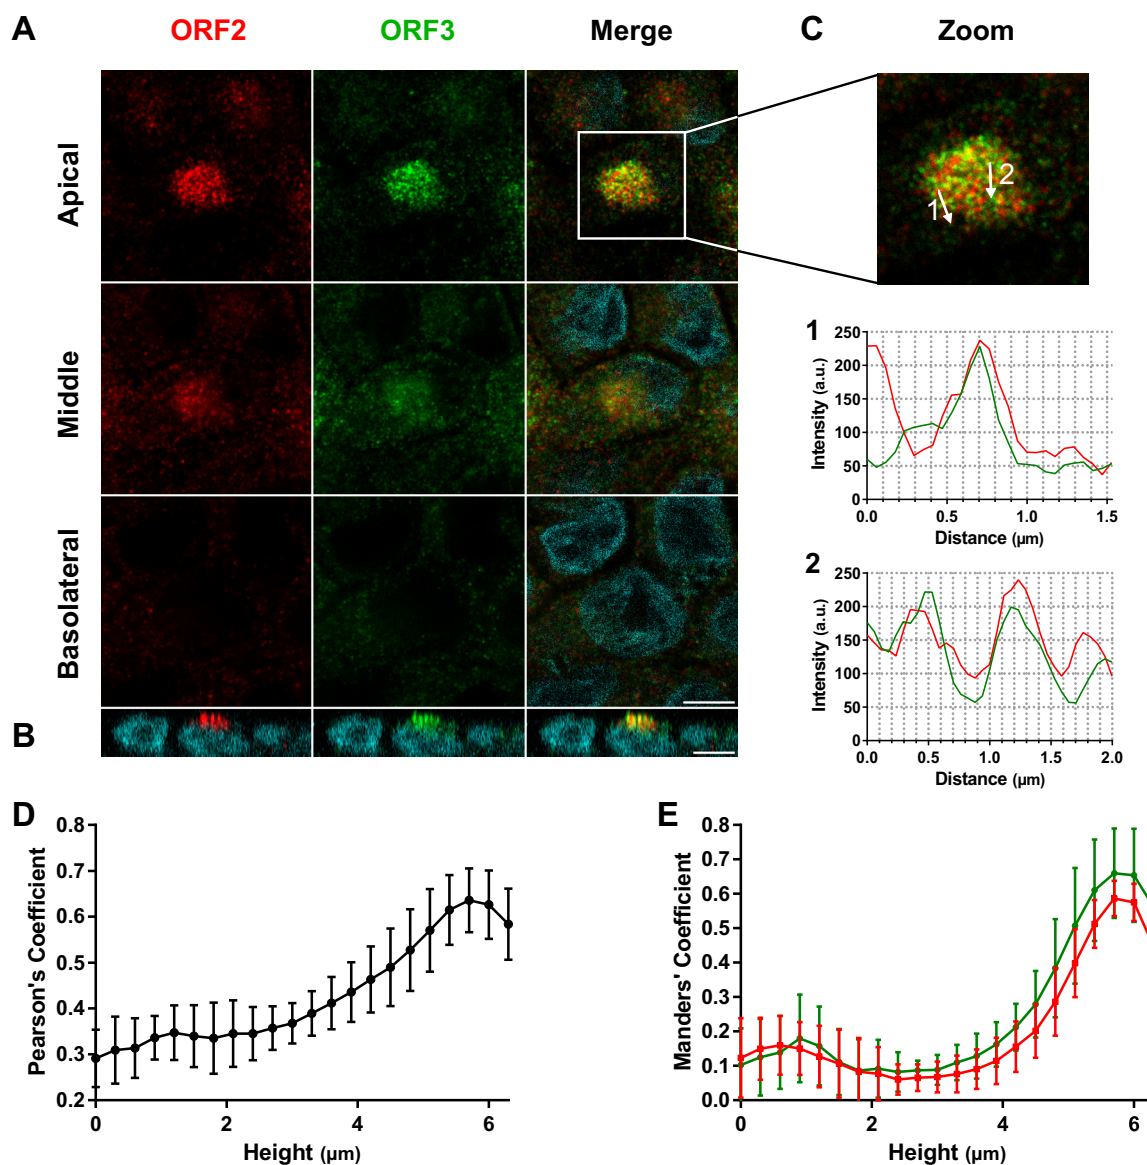 A
ORF2
ORF3
Merge
C
Zoom
Apical
Middle
Basolateral
B
1
2
1
250
200
150
100
50
0
Intensity (a.u.)
0.0
0.5
1.0
1.5
Distance (µm)
2
250
200
150
100
50
0
Intensity (a.u.)
0.0
0.5
1.0
1.5
2.0
Distance (µm)
D
0.8
0.7
0.6
0.5
0.4
0.3
0.2
Pearson's Coefficient
0
2
4
6
Height (µm)
E
0.8
0.7
0.6
0.5
0.4
0.3
0.2
0.1
0.0
Manders' Coefficient
0
2
4
6
Height (µm)